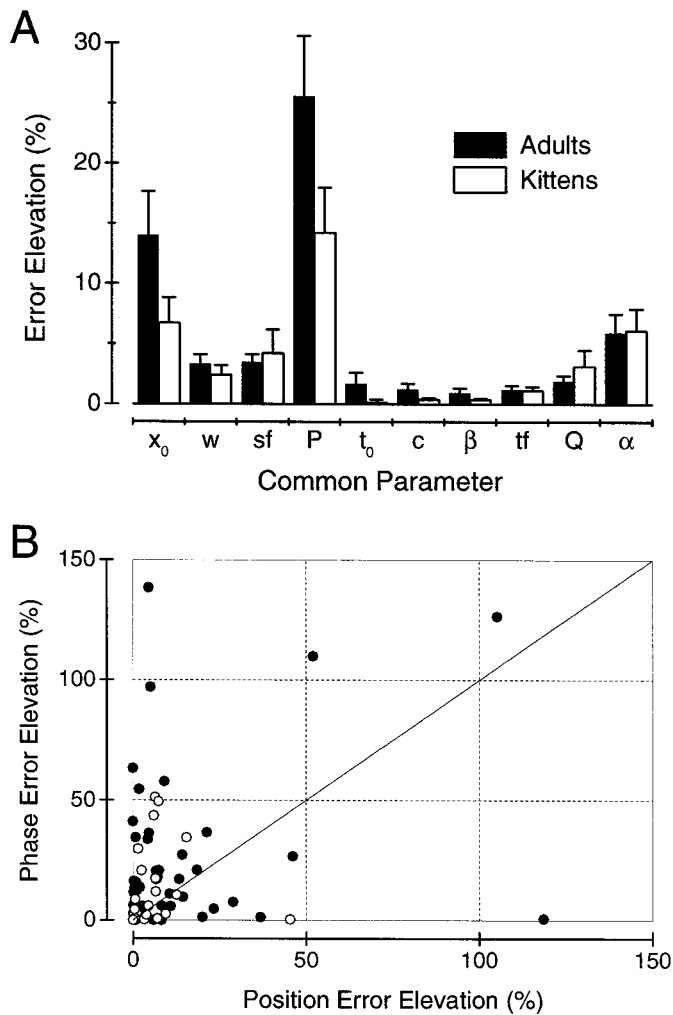 A
30
20
10
0
Error Elevation (%)
Adults
Kittens
x₀ w sf P t₀ c β tf Q α
Common Parameter
B
150
100
50
0
Phase Error Elevation (%)
0 50 100 150
Position Error Elevation (%)